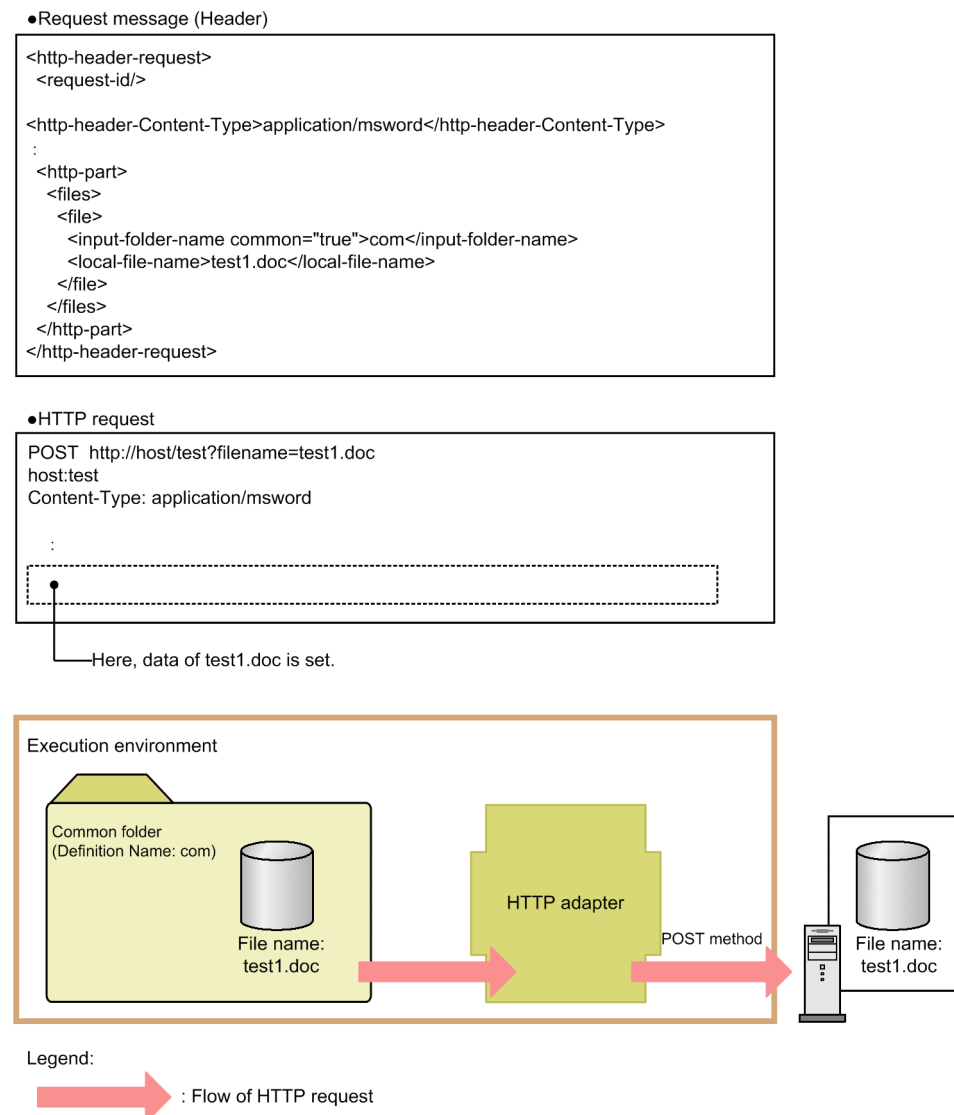 ●Request message (Header)
<http-header-request>
<request-id/>
<http-header-Content-Type>application/msword</http-header-Content-Type>
:
<http-part>
<files>
<file>
<input-folder-name common="true">com</input-folder-name>
<local-file-name>test1.doc</local-file-name>
</file>
</files>
</http-part>
</http-header-request>
●HTTP request
POST http://host/test?filename=test1.doc
host:test
Content-Type: application/msword
:
Here, data of test1.doc is set.
Execution environment
Common folder
(Definition Name: com)
File name:
test1.doc
HTTP adapter
POST method
File name:
test1.doc
Legend:
: Flow of HTTP request